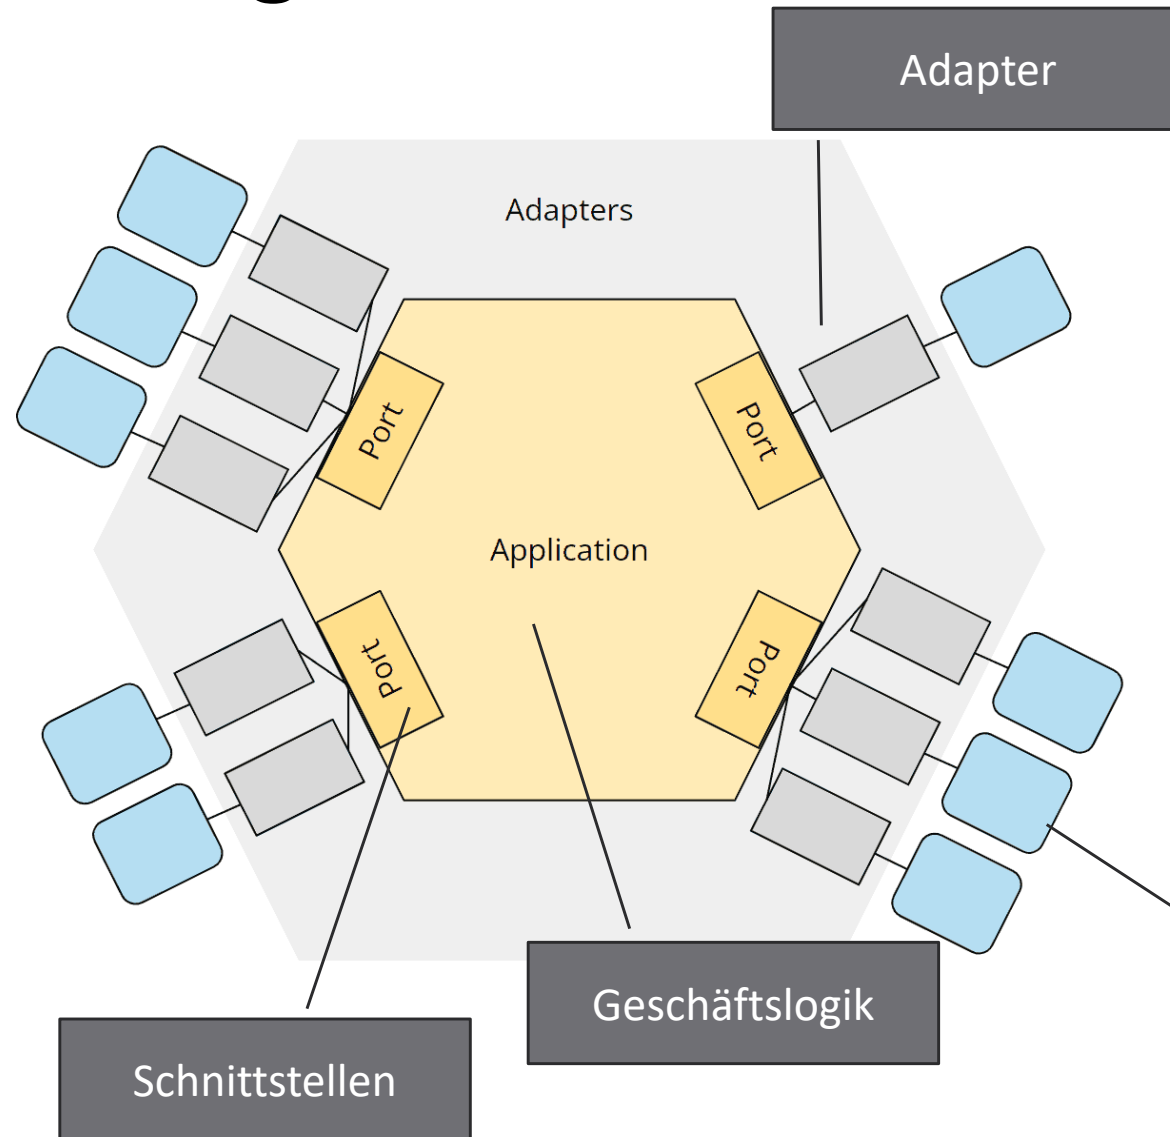 Adapter
Adapters
Port
Port
Application
Port
Port
Geschäftslogik
Schnittstellen